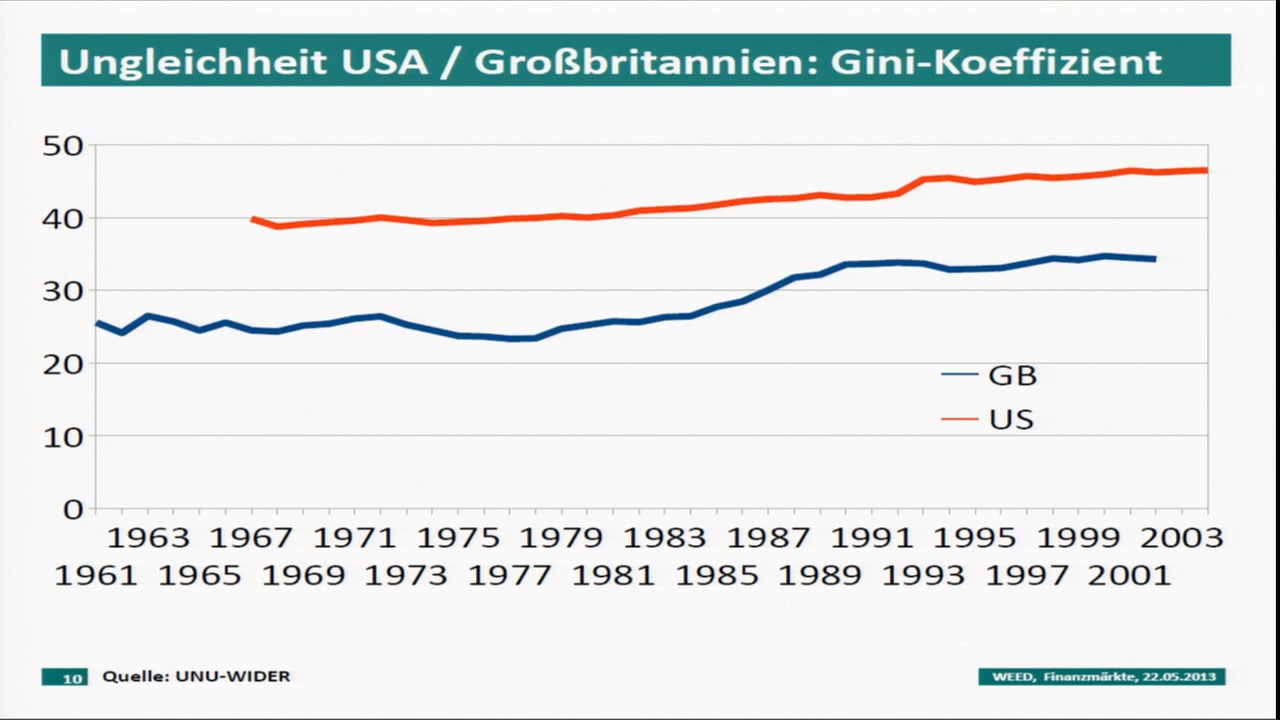 Ungleichheit USA / Großbritannien: Gini-Koeffizient
50
40
30
20
10
0
GB
US
1963 1967 1971 1975 1979 1983 1987 1991 1995 1999 2003
1961 1965 1969 1973 1977 1981 1985 1989 1993 1997 2001
10 Quelle: UNU-WIDER
WEED, Finanzmärkte, 22.05.2013